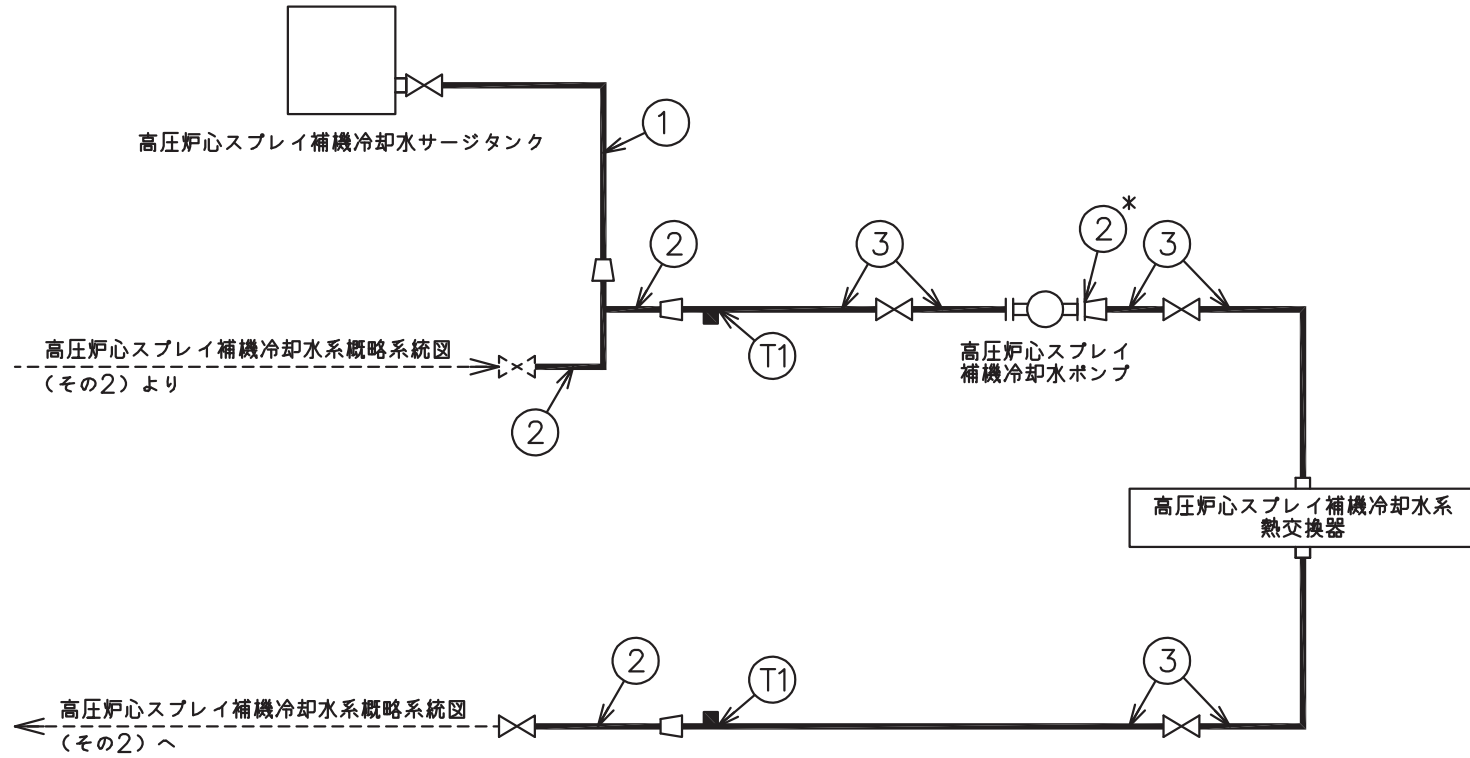 高圧炉心スプレイ補機冷却水サージタンク
1
2
3
2*
3
高圧炉心スプレイ補機冷却水系概略系統図
（その2）より
T1
高圧炉心スプレイ
補機冷却水ポンプ
2
高圧炉心スプレイ補機冷却水系
熱交換器
2
T1
3
高圧炉心スプレイ補機冷却水系概略系統図
（その2）へ